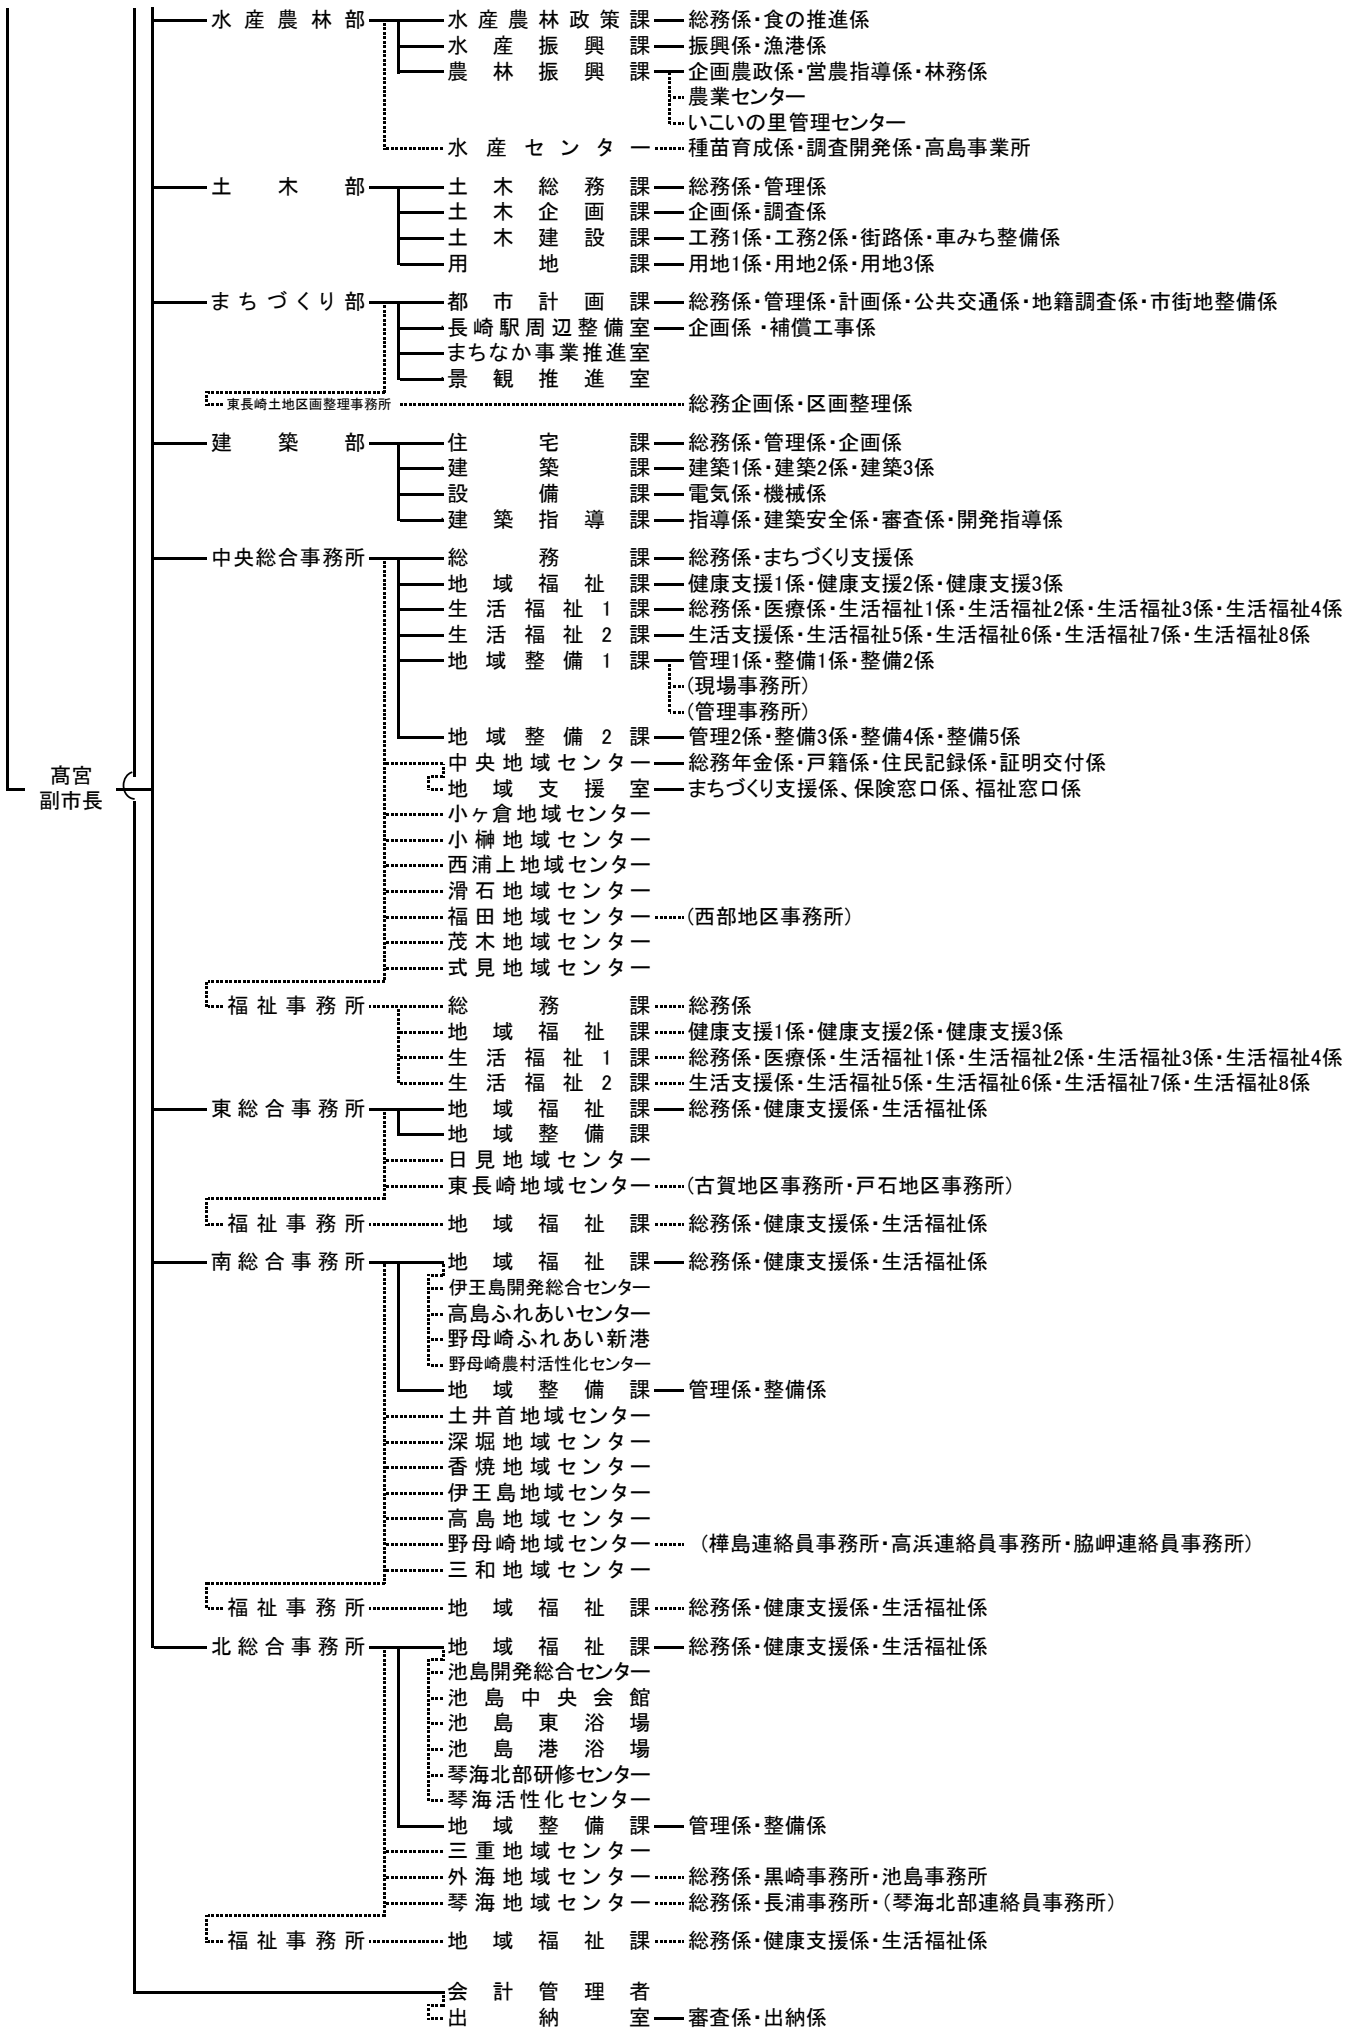 水産農林部 水産農林政策課 総務係・食の推進係
水産振興課 振興係・漁港係
農林振興課 企画農政係・営農指導係・林務係
農業センター
いこいの里管理センター
水産センター 種苗育成係・調査開発係・高島事業所
土木部 土木総務課 総務係・管理係
土木企画課 企画係・調査係
土木建設課 工務1係・工務2係・街路係・車みち整備係
用地課 用地1係・用地2係・用地3係
まちづくり部 都市計画課 総務係・管理係・計画係・公共交通係・地籍調査係・市街地整備係
長崎駅周辺整備室 企画係・補償工事係
まちなか事業推進室
景観推進室
東長崎土地区画整理事務所 総務企画係・区画整理係
建築部 住宅課 総務係・管理係・企画係
建築課 建築1係・建築2係・建築3係
設備課 電気係・機械係
建築指導課 指導係・建築安全係・審査係・開発指導係
中央総合事務所 総務課 総務係・まちづくり支援係
地域福祉課 健康支援1係・健康支援2係・健康支援3係
生活福祉1課 総務係・医療係・生活福祉1係・生活福祉2係・生活福祉3係・生活福祉4係
生活福祉2課 生活支援係・生活福祉5係・生活福祉6係・生活福祉7係・生活福祉8係
地域整備1課 管理1係・整備1係・整備2係
(現場事務所)
(管理事務所)
地域整備2課 管理2係・整備3係・整備4係・整備5係
中央地域センター 総務年金係・戸籍係・住民記録係・証明交付係
髙宮
副市長
地域支援室 まちづくり支援係、保険窓口係、福祉窓口係
小ヶ倉地域センター
小榊地域センター
西浦上地域センター
滑石地域センター
福田地域センター (西部地区事務所)
茂木地域センター
式見地域センター
福祉事務所 総務課 総務係
地域福祉課 健康支援1係・健康支援2係・健康支援3係
生活福祉1課 総務係・医療係・生活福祉1係・生活福祉2係・生活福祉3係・生活福祉4係
生活福祉2課 生活支援係・生活福祉5係・生活福祉6係・生活福祉7係・生活福祉8係
東総合事務所 地域福祉課 総務係・健康支援係・生活福祉係
地域整備課
日見地域センター
東長崎地域センター (古賀地区事務所・戸石地区事務所)
福祉事務所 地域福祉課 総務係・健康支援係・生活福祉係
南総合事務所 地域福祉課 総務係・健康支援係・生活福祉係
伊王島開発総合センター
高島ふれあいセンター
野母崎ふれあい新港
野母崎農村活性化センター
地域整備課 管理係・整備係
土井首地域センター
深堀地域センター
香焼地域センター
伊王島地域センター
高島地域センター
野母崎地域センター (樺島連絡員事務所・高浜連絡員事務所・脇岬連絡員事務所)
三和地域センター
福祉事務所 地域福祉課 総務係・健康支援係・生活福祉係
北総合事務所 地域福祉課 総務係・健康支援係・生活福祉係
池島開発総合センター
池島中央会館
池島東浴場
池島港浴場
琴海北部研修センター
琴海活性化センター
地域整備課 管理係・整備係
三重地域センター
外海地域センター 総務係・黒崎事務所・池島事務所
琴海地域センター 総務係・長浦事務所・(琴海北部連絡員事務所)
福祉事務所 地域福祉課 総務係・健康支援係・生活福祉係
会計管理者
出納室 審査係・出納係